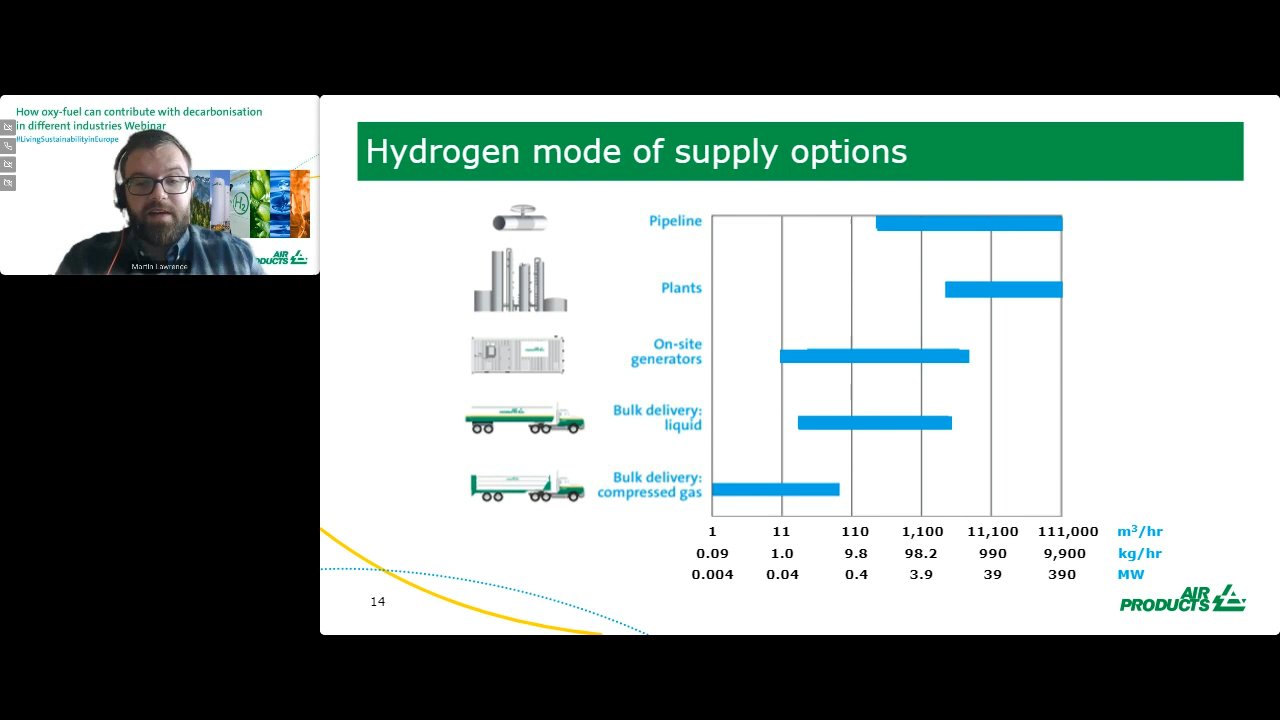 How oxy-fuel can contribute with decarbonisation
in different industries Webinar
#LivingSustainabilityinEurope
H2
AIR
PRODUCTS
Martin Lawrence
Hydrogen mode of supply options
Pipeline
Plants
On-site
generators
Bulk delivery:
liquid
Bulk delivery:
compressed gas
1 11 110 1,100 11,100 111,000 m³/hr
0.09 1.0 9.8 98.2 990 9,900 kg/hr
0.004 0.04 0.4 3.9 39 390 MW
14
AIR
PRODUCTS